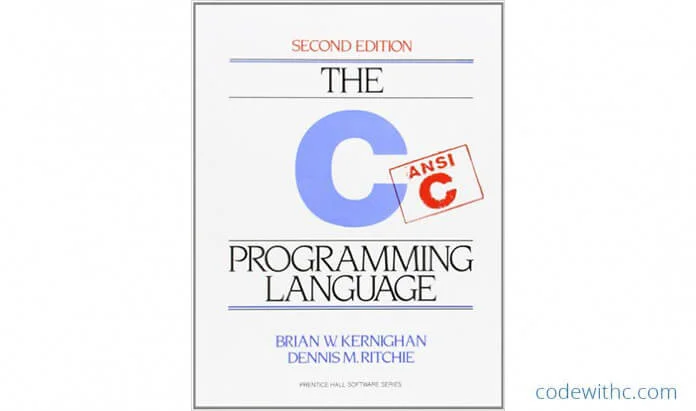 SECOND EDITION
THE
C
ANSI
C
PROGRAMMING
LANGUAGE
BRIAN W. KERNIGHAN
DENNIS M. RITCHIE
PRENTICE HALL SOFTWARE SERIES
codewithc.com